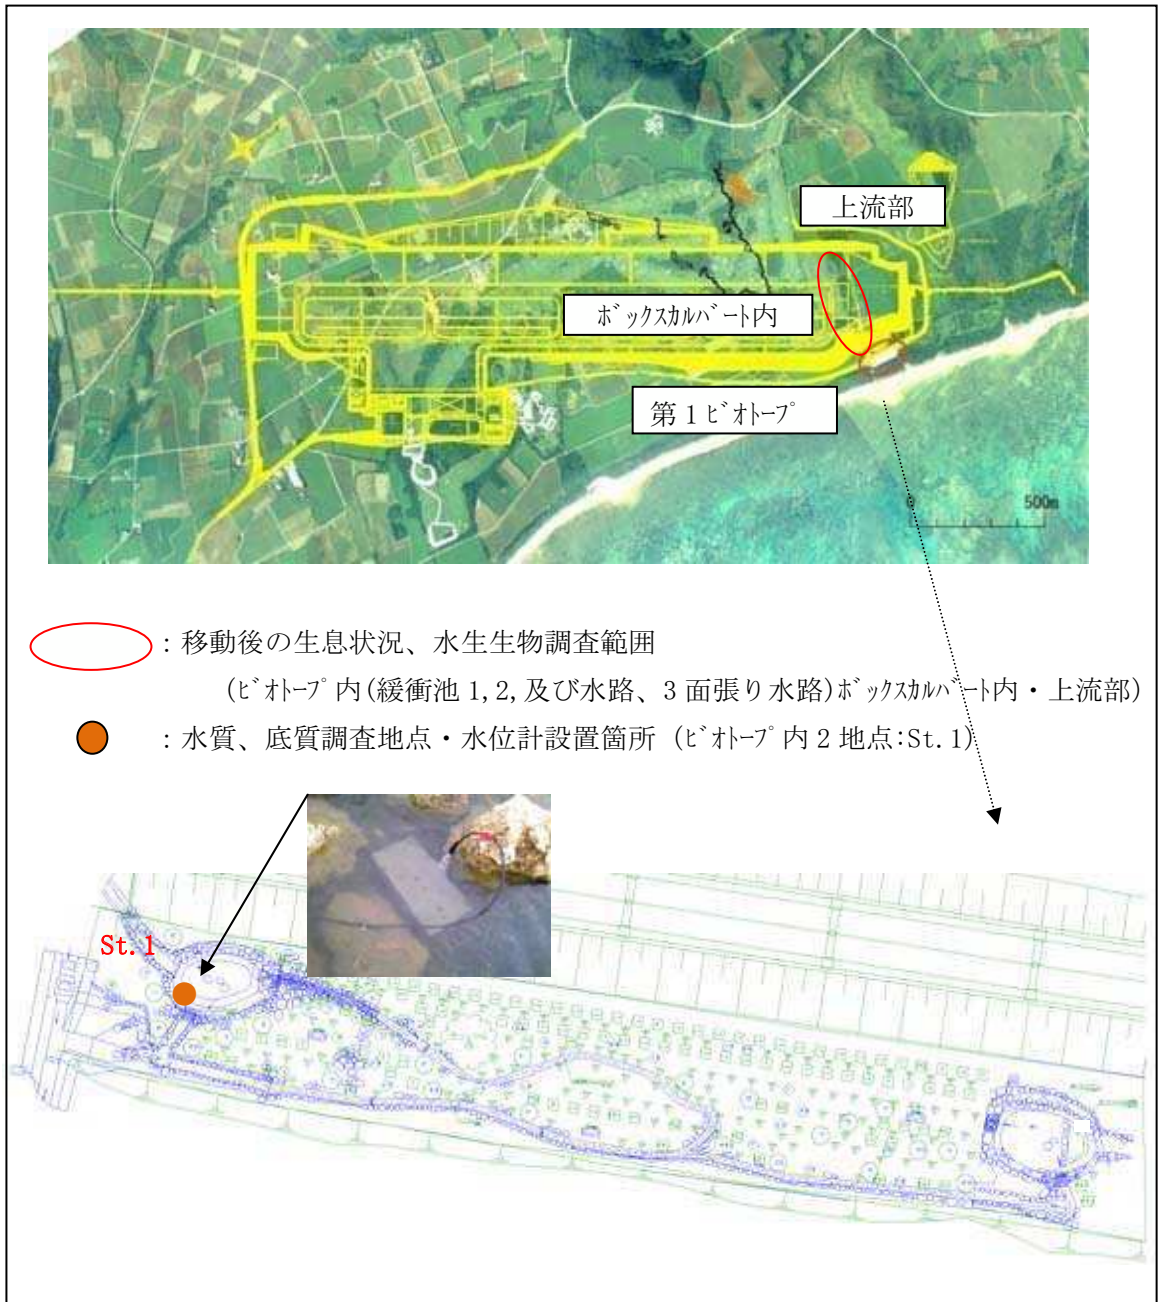 上流部
ﾎﾞｯｸｽｶﾙﾊﾞｰﾄ内
第1ﾋﾞｵﾄｰﾌﾟ
0 500m
：移動後の生息状況、水生生物調査範囲
(ﾋﾞｵﾄｰﾌﾟ内(緩衝池1,2,及び水路、3面張り水路)ﾎﾞｯｸｽｶﾙﾊﾞｰﾄ内・上流部)
：水質、底質調査地点・水位計設置箇所 (ﾋﾞｵﾄｰﾌﾟ内2地点:St.1)
St.1